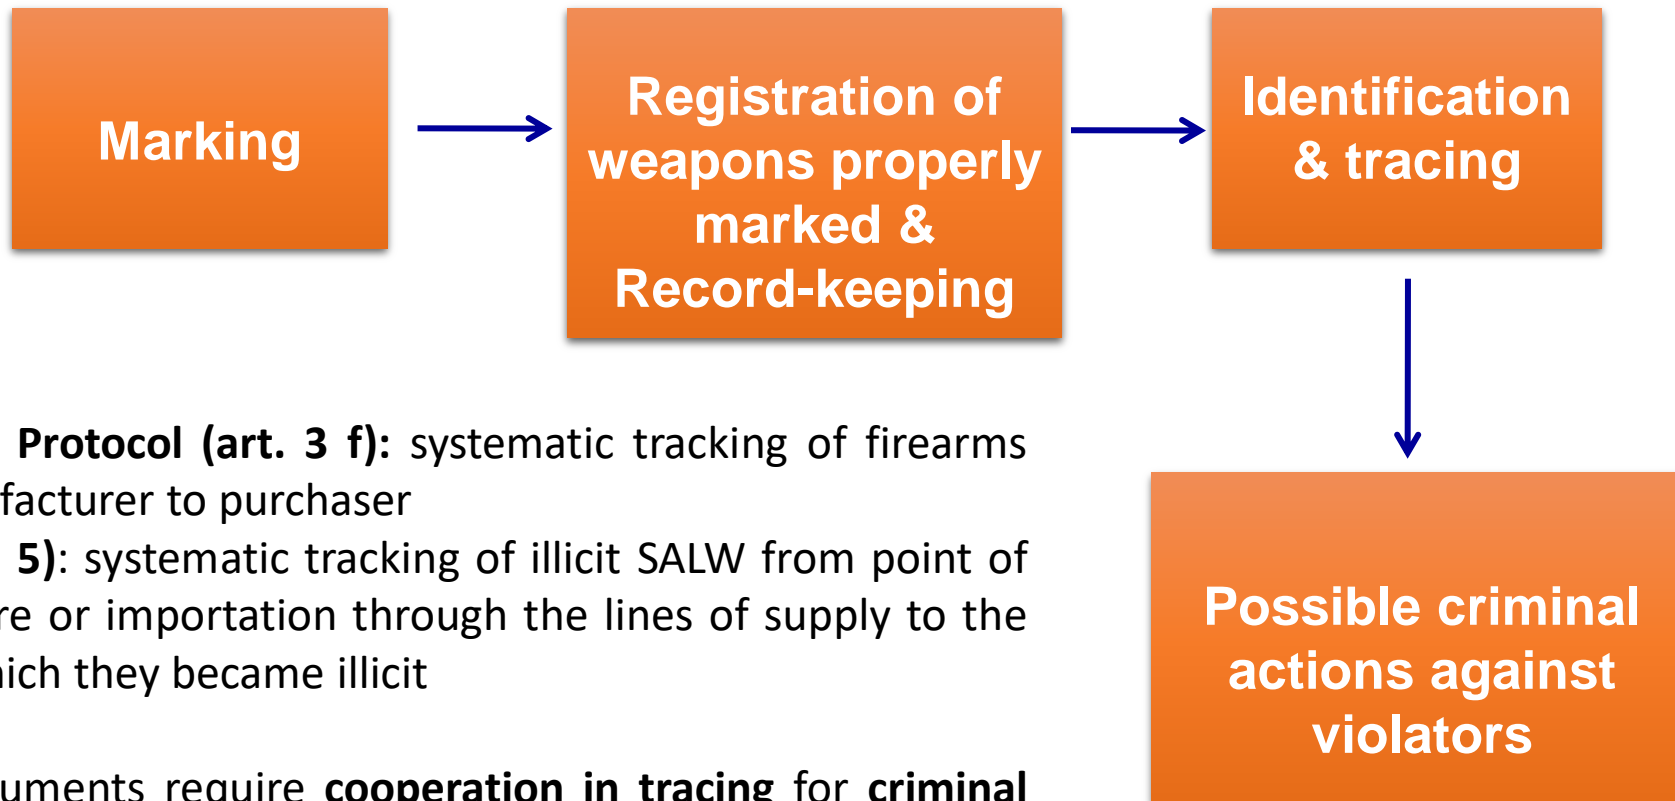 Marking
Registration of
weapons properly
marked &
Record-keeping
Identification
& tracing
Protocol (art. 3 f): systematic tracking of firearms
facturer to purchaser
5): systematic tracking of illicit SALW from point of
re or importation through the lines of supply to the
hich they became illicit
uments require cooperation in tracing for criminal
Possible criminal
actions against
violators